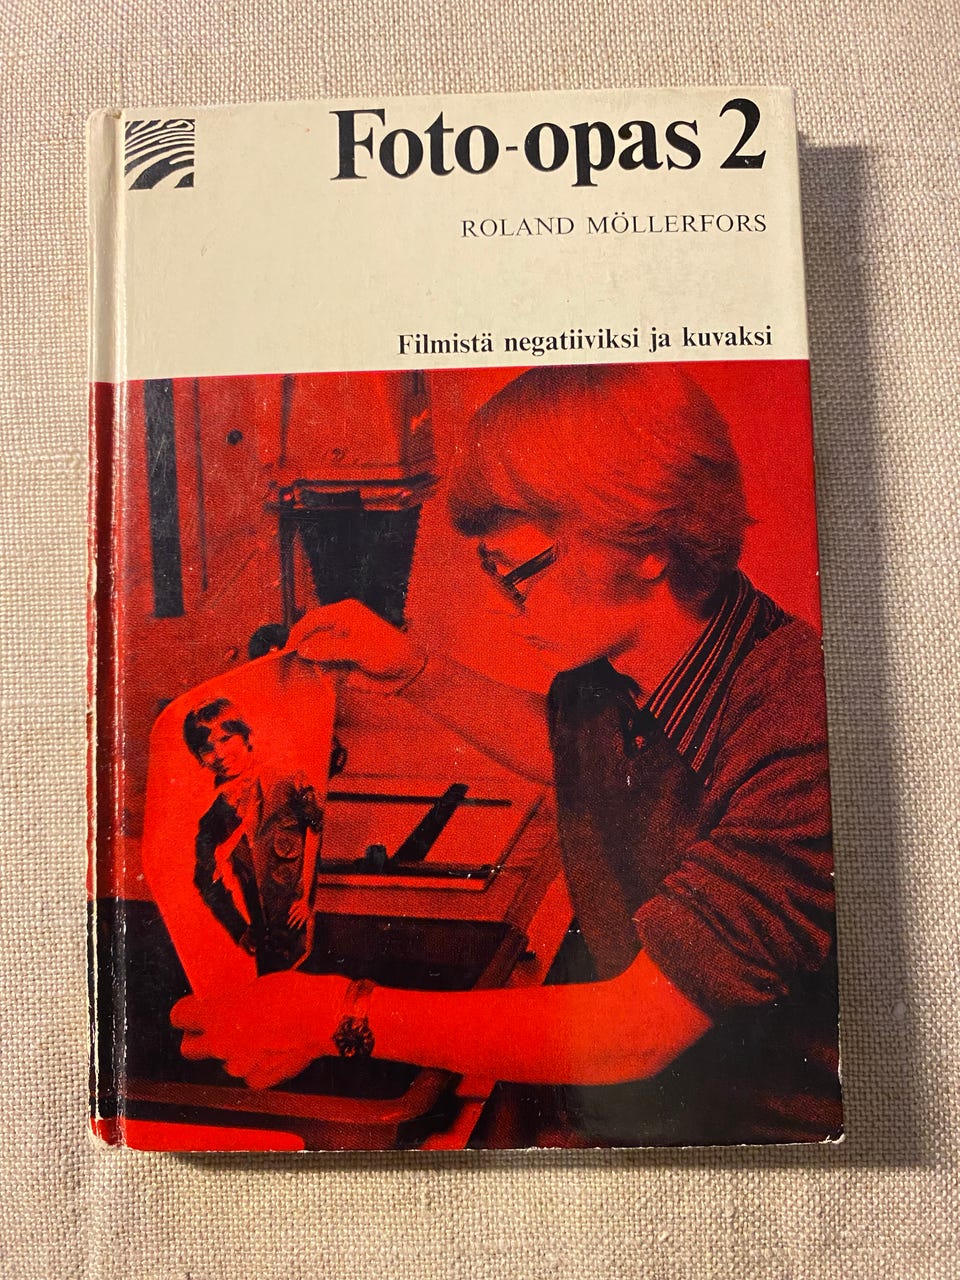 Foto-opas 2
ROLAND MÖLLERFORS
Filmistä negatiiviksi ja kuvaksi